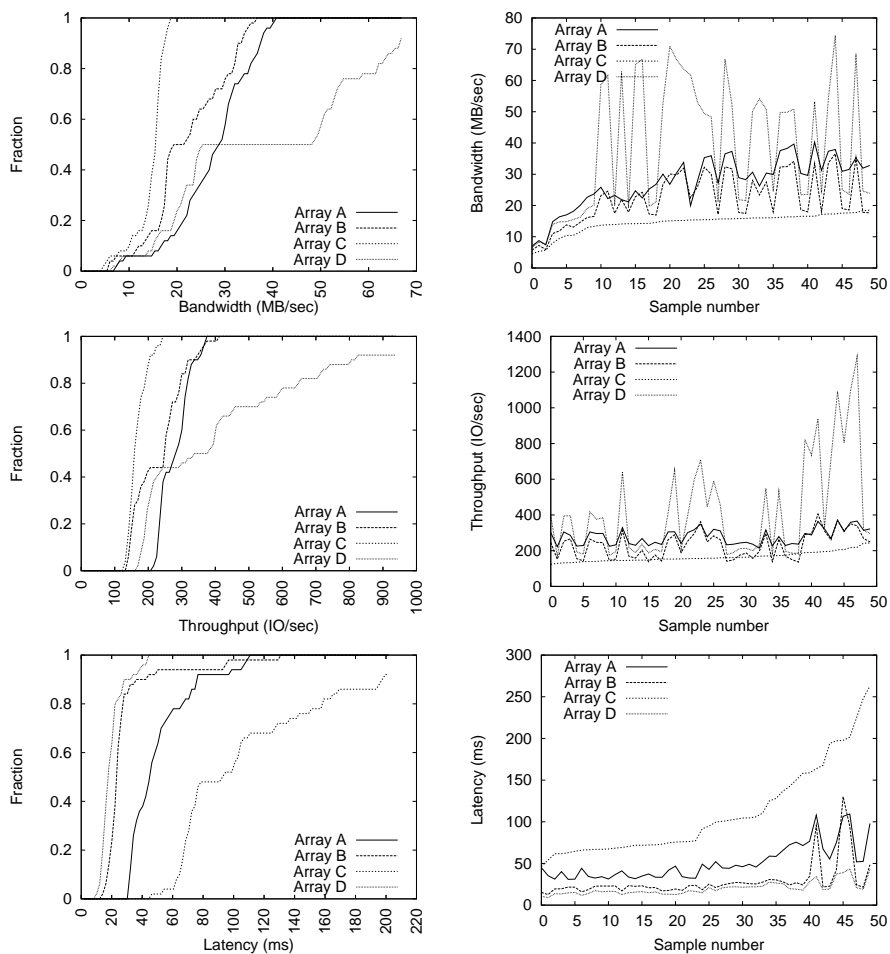 1
0.8
0.6
0.4
0.2
0
Fraction
Array A
Array B
Array C
Array D
0 10 20 30 40 50 60 70
Bandwidth (MB/sec)
80
70
60
50
40
30
20
10
0
Bandwidth (MB/sec)
Array A
Array B
Array C
Array D
0 5 10 15 20 25 30 35 40 45 50
Sample number
1
0.8
0.6
0.4
0.2
0
Fraction
Array A
Array B
Array C
Array D
0 100 200 300 400 500 600 700 800 900 1000
Throughput (IO/sec)
1400
1200
1000
800
600
400
200
0
Throughput (IO/sec)
Array A
Array B
Array C
Array D
0 5 10 15 20 25 30 35 40 45 50
Sample number
1
0.8
0.6
0.4
0.2
0
Fraction
Array A
Array B
Array C
Array D
0 20 40 60 80 100 120 140 160 180 200 220
Latency (ms)
300
250
200
150
100
50
0
Latency (ms)
Array A
Array B
Array C
Array D
0 5 10 15 20 25 30 35 40 45 50
Sample number